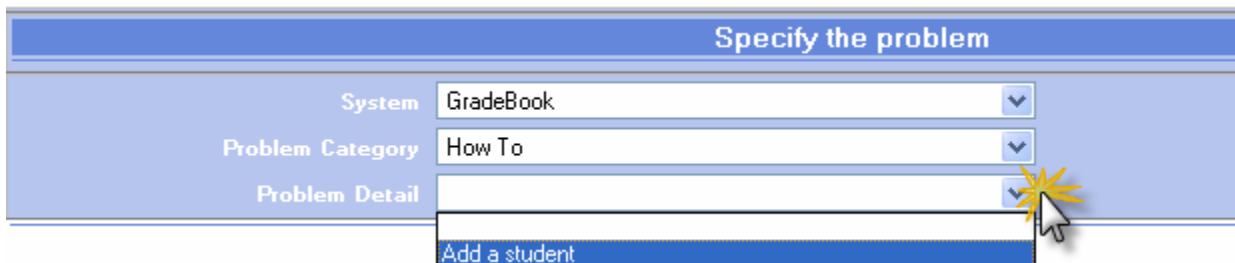 Specify the problem
System GradeBook
Problem Category How To
Problem Detail
Add a student